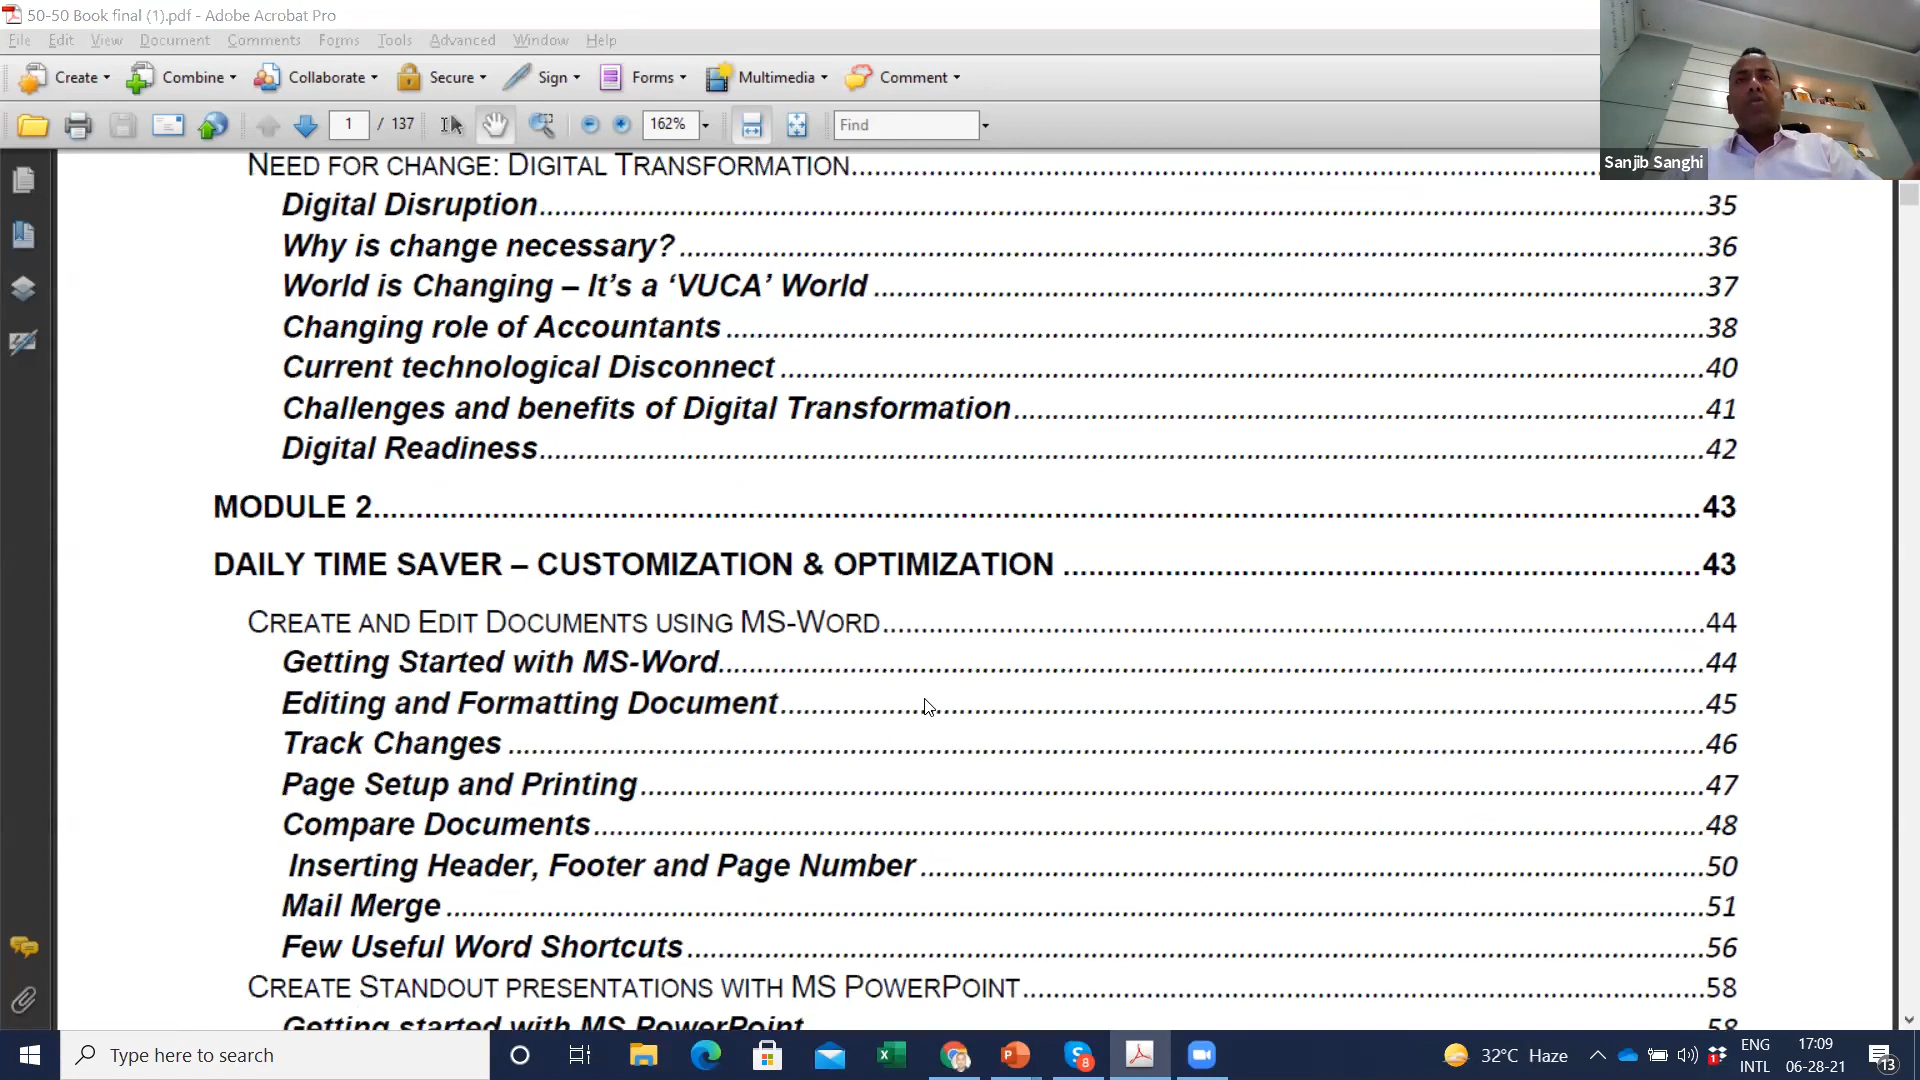 50-50 Book final (1).pdf - Adobe Acrobat Pro
File Edit View Document Comments Forms Tools Advanced Window Help
Create Combine Collaborate Secure Sign Forms Multimedia Comment
1 / 137 162% Find
Sanjib Sanghi
NEED FOR CHANGE: DIGITAL TRANSFORMATION
Digital Disruption 35
Why is change necessary? 36
World is Changing – It's a 'VUCA' World 37
Changing role of Accountants 38
Current technological Disconnect 40
Challenges and benefits of Digital Transformation 41
Digital Readiness 42
MODULE 2 43
DAILY TIME SAVER – CUSTOMIZATION & OPTIMIZATION 43
CREATE AND EDIT DOCUMENTS USING MS-WORD 44
Getting Started with MS-Word 44
Editing and Formatting Document 45
Track Changes 46
Page Setup and Printing 47
Compare Documents 48
Inserting Header, Footer and Page Number 50
Mail Merge 51
Few Useful Word Shortcuts 56
CREATE STANDOUT PRESENTATIONS WITH MS POWERPOINT 58
Getting started with MS PowerPoint 58
Type here to search
32°C Haze
ENG INTL
17:09
06-28-21
13